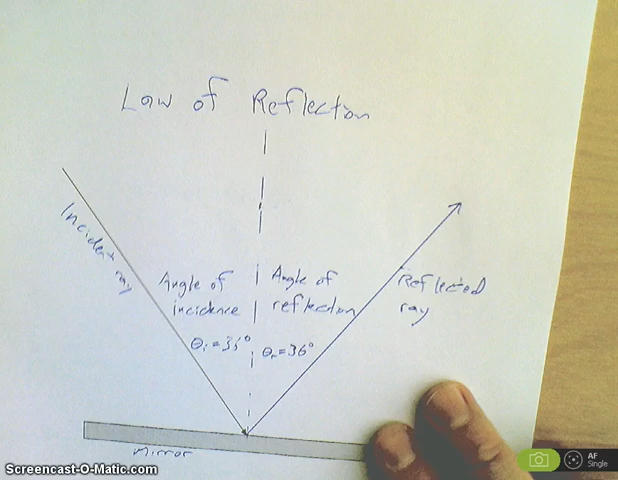 Law of Reflection
Incident ray
Angle of
incidence
θi = 35°
Angle of
reflection
θr = 36°
Reflected
ray
Mirror
Screencast-O-Matic.com
AF
Single